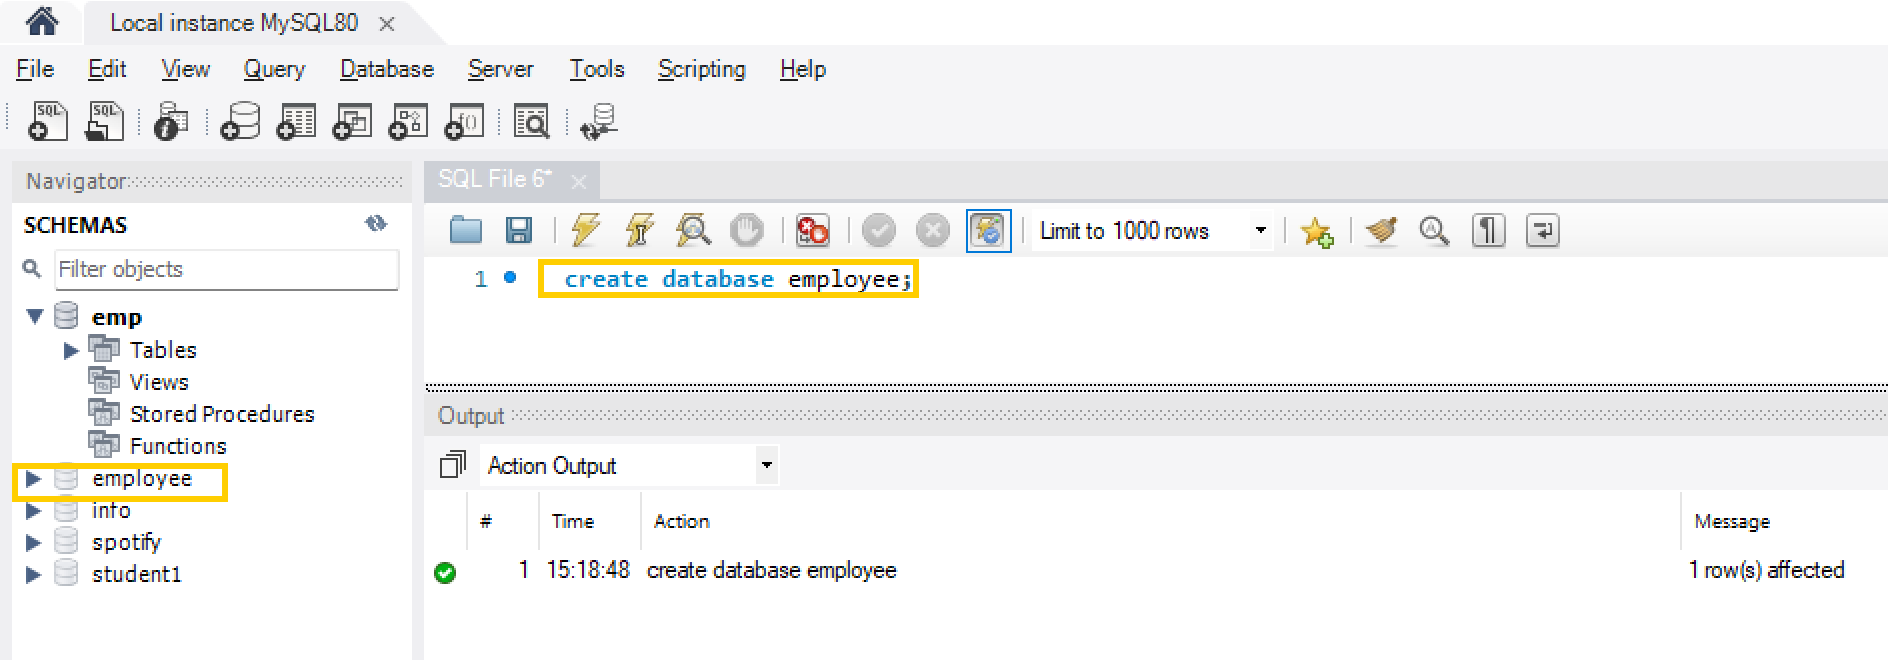 Local instance MySQL80
File Edit View Query Database Server Tools Scripting Help
SQL SQL f()
Navigator
SCHEMAS
Filter objects
emp
Tables
Views
Stored Procedures
Functions
employee
info
spotify
student1
SQL File 6*
Limit to 1000 rows
1 create database employee;
Output
Action Output
# Time Action Message
1 15:18:48 create database employee 1 row(s) affected